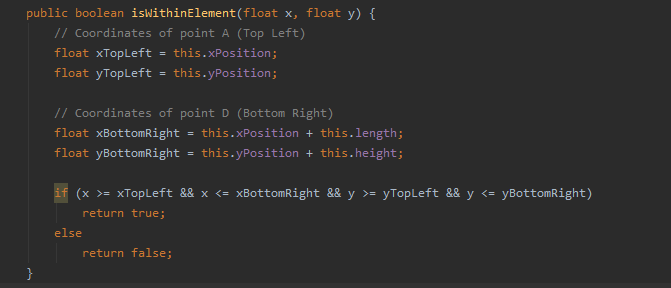 public boolean isWithinElement(float x, float y) {
// Coordinates of point A (Top Left)
float xTopLeft = this.xPosition;
float yTopLeft = this.yPosition;
// Coordinates of point D (Bottom Right)
float xBottomRight = this.xPosition + this.length;
float yBottomRight = this.yPosition + this.height;
if (x >= xTopLeft && x <= xBottomRight && y >= yTopLeft && y <= yBottomRight)
return true;
else
return false;
}